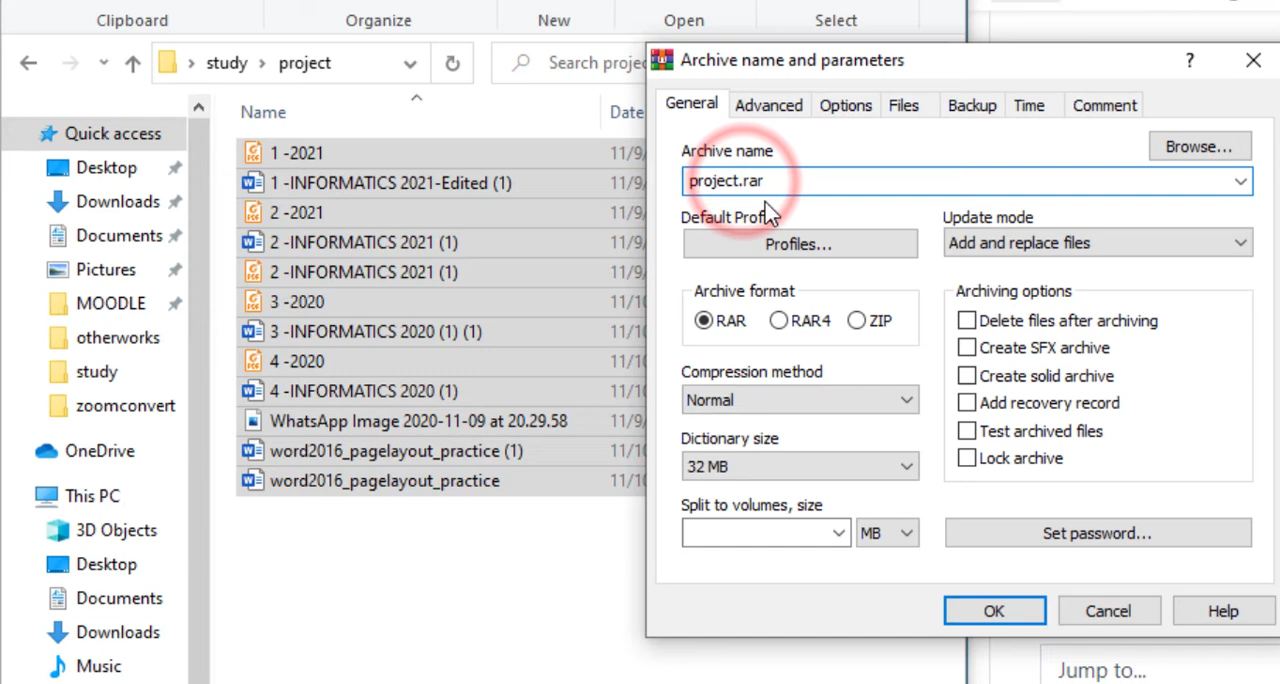 Clipboard
Organize
New
Open
Select
study
project
Search projec
Name
Date
Quick access
Desktop
Downloads
Documents
Pictures
MOODLE
otherworks
study
zoomconvert
OneDrive
This PC
3D Objects
Desktop
Documents
Downloads
Music
1 -2021
11/9/
1 -INFORMATICS 2021-Edited (1)
11/9/
2 -2021
11/9/
2 -INFORMATICS 2021 (1)
11/9/
2 -INFORMATICS 2021 (1)
11/9/
3 -2020
11/10
3 -INFORMATICS 2020 (1) (1)
11/10
4 -2020
11/10
4 -INFORMATICS 2020 (1)
11/10
WhatsApp Image 2020-11-09 at 20.29.58
11/9/
word2016_pagelayout_practice (1)
11/10
word2016_pagelayout_practice
11/10
Archive name and parameters
?
General
Advanced
Options
Files
Backup
Time
Comment
Archive name
Browse...
project.rar
Default Prof
Profiles...
Update mode
Add and replace files
Archive format
RAR
RAR4
ZIP
Compression method
Normal
Dictionary size
32 MB
Split to volumes, size
MB
Archiving options
Delete files after archiving
Create SFX archive
Create solid archive
Add recovery record
Test archived files
Lock archive
Set password...
OK
Cancel
Help
Jump to...